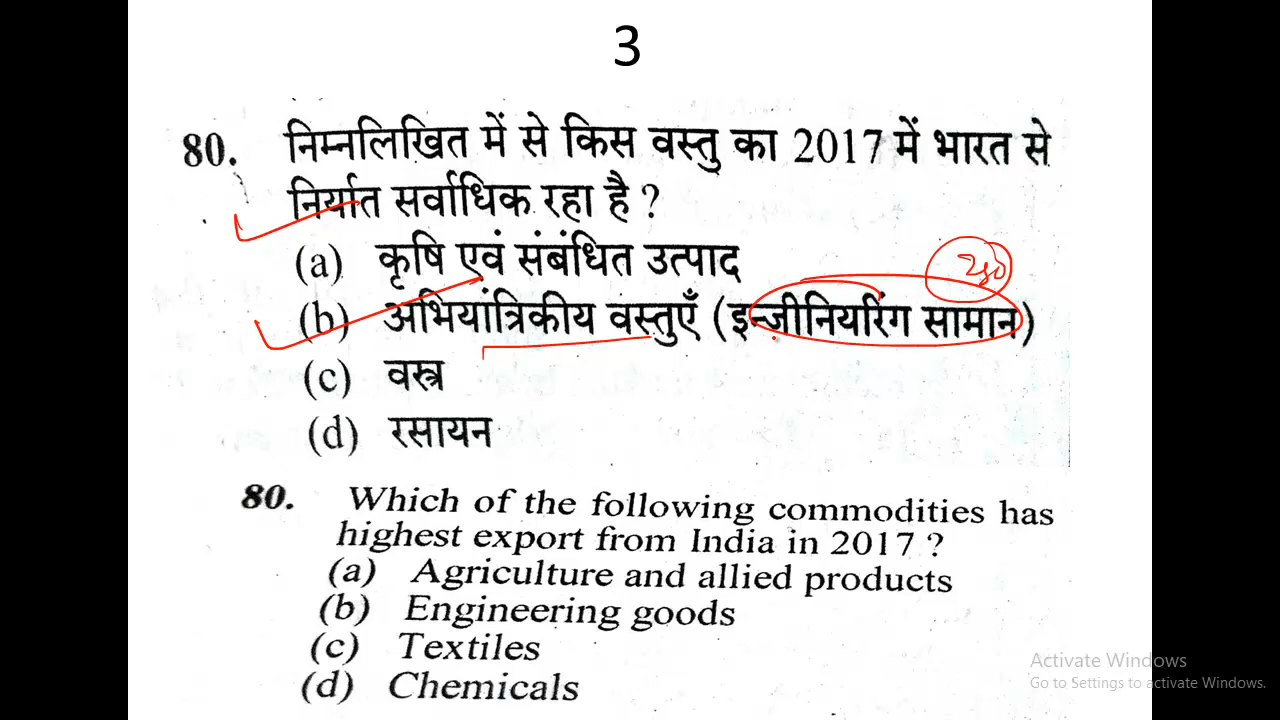 3
80. निम्नलिखित में से किस वस्तु का 2017 में भारत से
निर्यात सर्वाधिक रहा है ?
(a) कृषि एवं संबंधित उत्पाद
(b) अभियांत्रिकीय वस्तुएँ (इन्जीनियरिंग सामान)
(c) वस्त्र
(d) रसायन
80. Which of the following commodities has
highest export from India in 2017 ?
(a) Agriculture and allied products
(b) Engineering goods
(c) Textiles
(d) Chemicals
Activate Windows
Go to Settings to activate Windows.